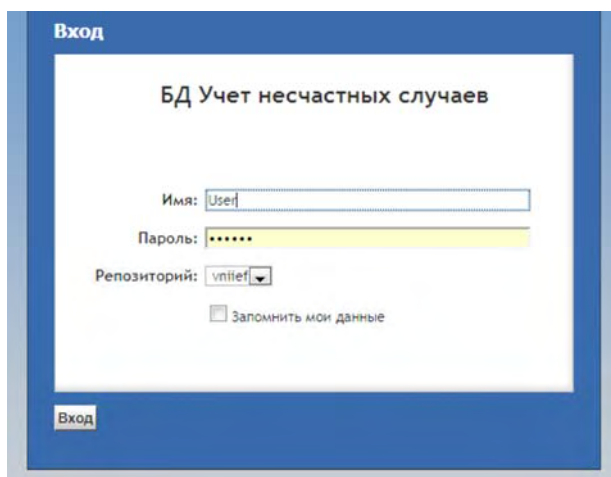 Вход
БД Учет несчастных случаев
Имя: User
Пароль: ••••••
Репозиторий: vniief
Запомнить мои данные
Вход